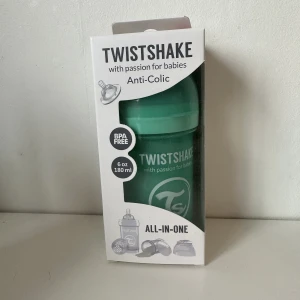 TWISTSHAKE
with passion for babies
Anti-Colic
BPA
FREE
6 oz
180 ml
TWISTSHAKE
with passion for babies
TS
ALL-IN-ONE